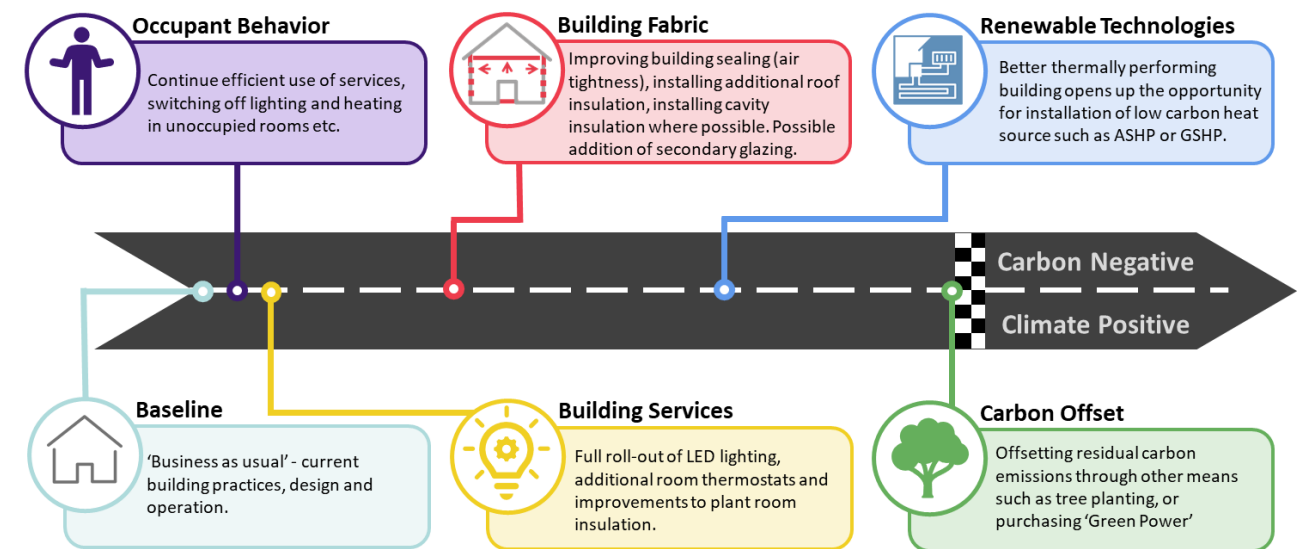 Occupant Behavior
Continue efficient use of services,
switching off lighting and heating
in unoccupied rooms etc.
Building Fabric
Improving building sealing (air
tightness), installing additional roof
insulation, installing cavity
insulation where possible. Possible
addition of secondary glazing.
Renewable Technologies
Better thermally performing
building opens up the opportunity
for installation of low carbon heat
source such as ASHP or GSHP.
Carbon Negative
Climate Positive
Baseline
‘Business as usual’ - current
building practices, design and
operation.
Building Services
Full roll-out of LED lighting,
additional room thermostats and
improvements to plant room
insulation.
Carbon Offset
Offsetting residual carbon
emissions through other means
such as tree planting, or
purchasing ‘Green Power’